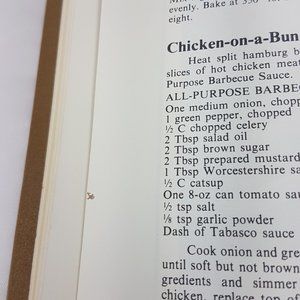 evenly. Bake at 350° for
eight.
Chicken-on-a-Bun
Heat split hamburg b
slices of hot chicken meat
Purpose Barbecue Sauce.
ALL-PURPOSE BARBEC
One medium onion, chopp
1 green pepper, chopped
½ C chopped celery
2 Tbsp salad oil
2 Tbsp brown sugar
2 Tbsp prepared mustard
1 Tbsp Worcestershire sa
½ C catsup
One 8-oz can tomato sau
½ tsp salt
⅛ tsp garlic powder
Dash of Tabasco sauce
Cook onion and gree
until soft but not brown
gredients and simmer
chicken, replace top of